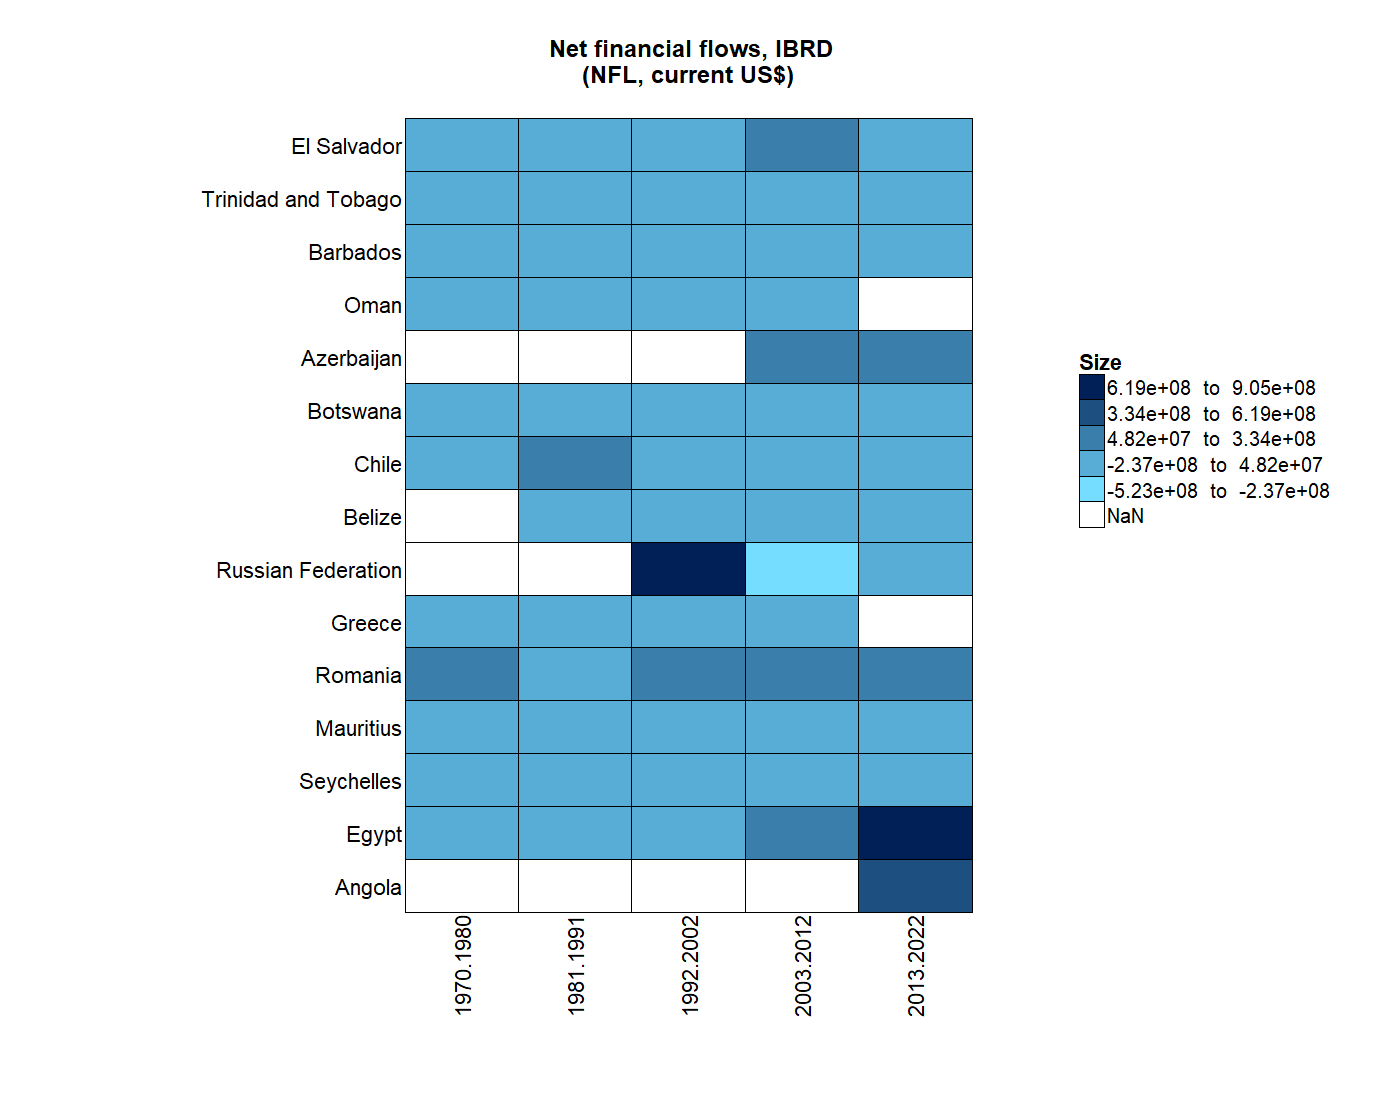 Net financial flows, IBRD
(NFL, current US$)
El Salvador
Trinidad and Tobago
Barbados
Oman
Azerbaijan
Botswana
Chile
Belize
Russian Federation
Greece
Romania
Mauritius
Seychelles
Egypt
Angola
1970.1980
1981.1991
1992.2002
2003.2012
2013.2022
Size
6.19e+08 to 9.05e+08
3.34e+08 to 6.19e+08
4.82e+07 to 3.34e+08
-2.37e+08 to 4.82e+07
-5.23e+08 to -2.37e+08
NaN